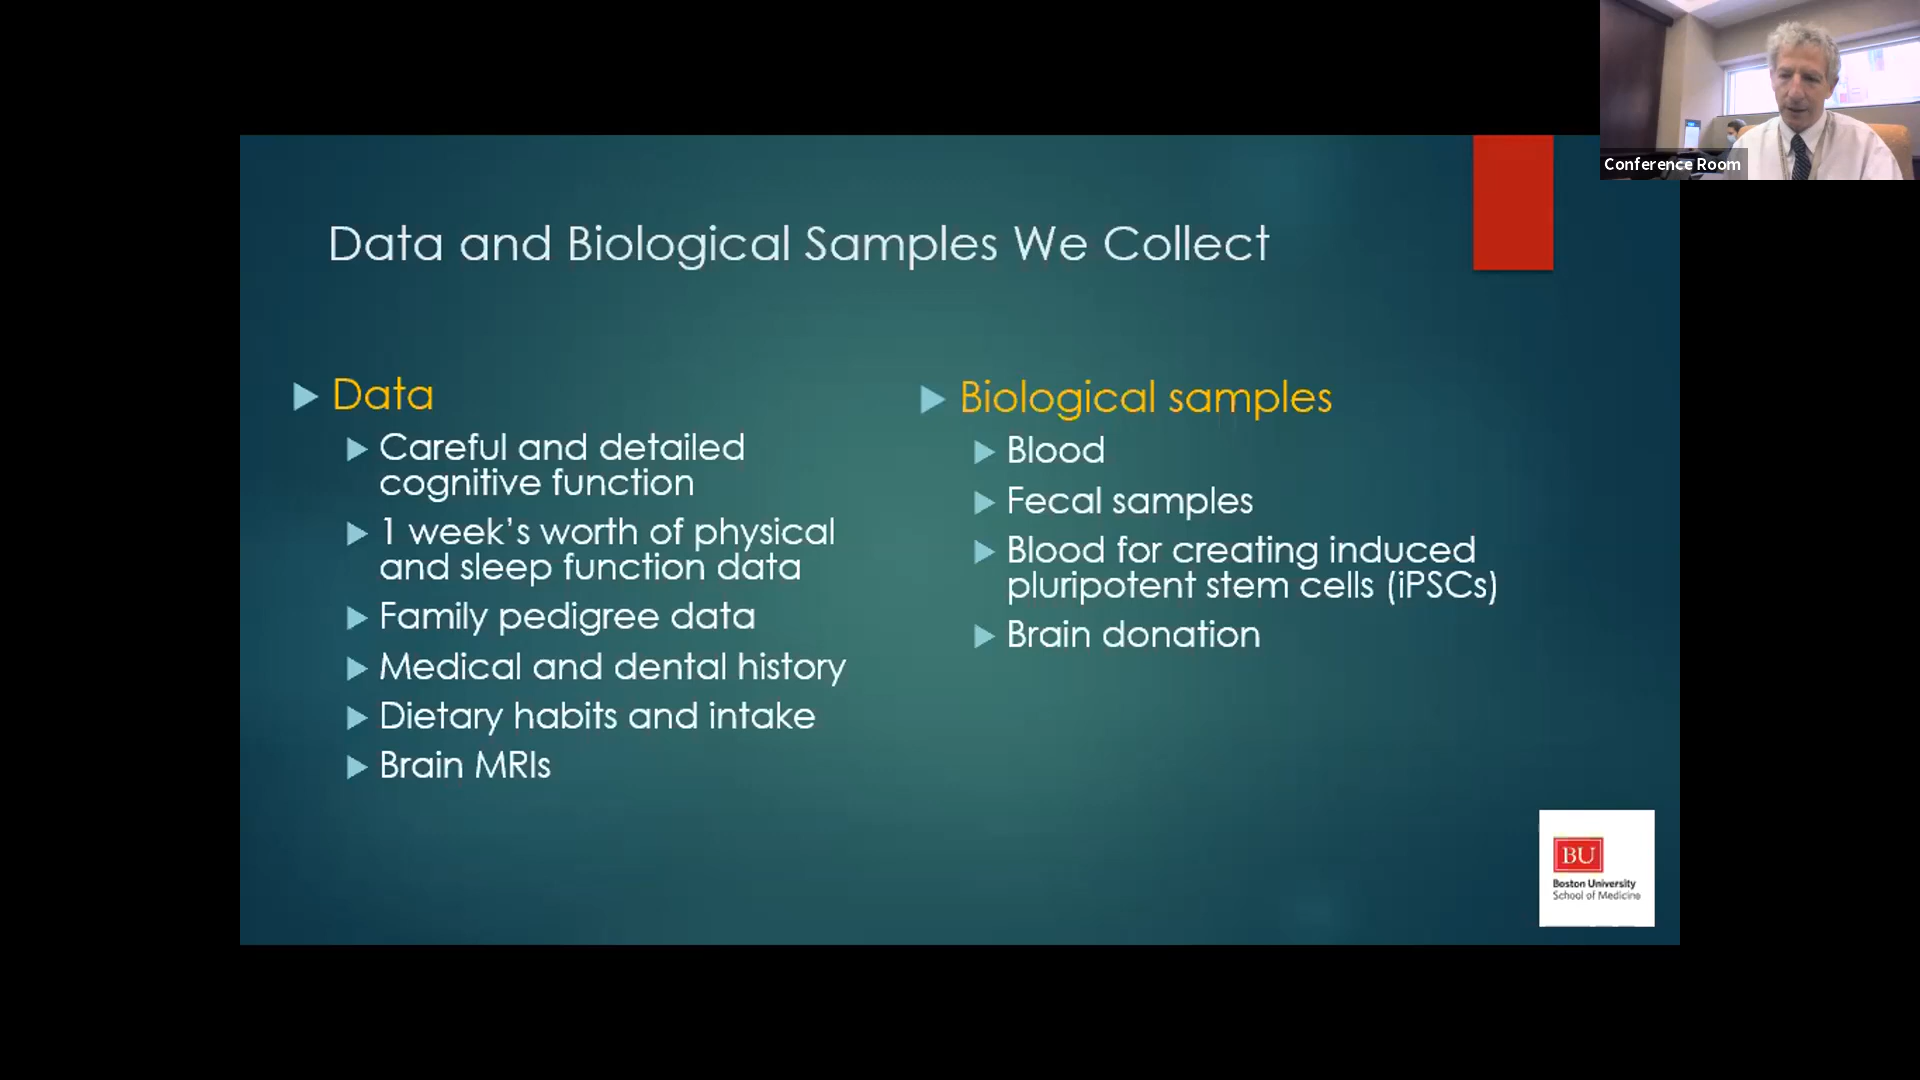 Conference Room
Data and Biological Samples We Collect
Data
Careful and detailed
cognitive function
1 week’s worth of physical
and sleep function data
Family pedigree data
Medical and dental history
Dietary habits and intake
Brain MRIs
Biological samples
Blood
Fecal samples
Blood for creating induced
pluripotent stem cells (iPSCs)
Brain donation
BU
Boston University
School of Medicine